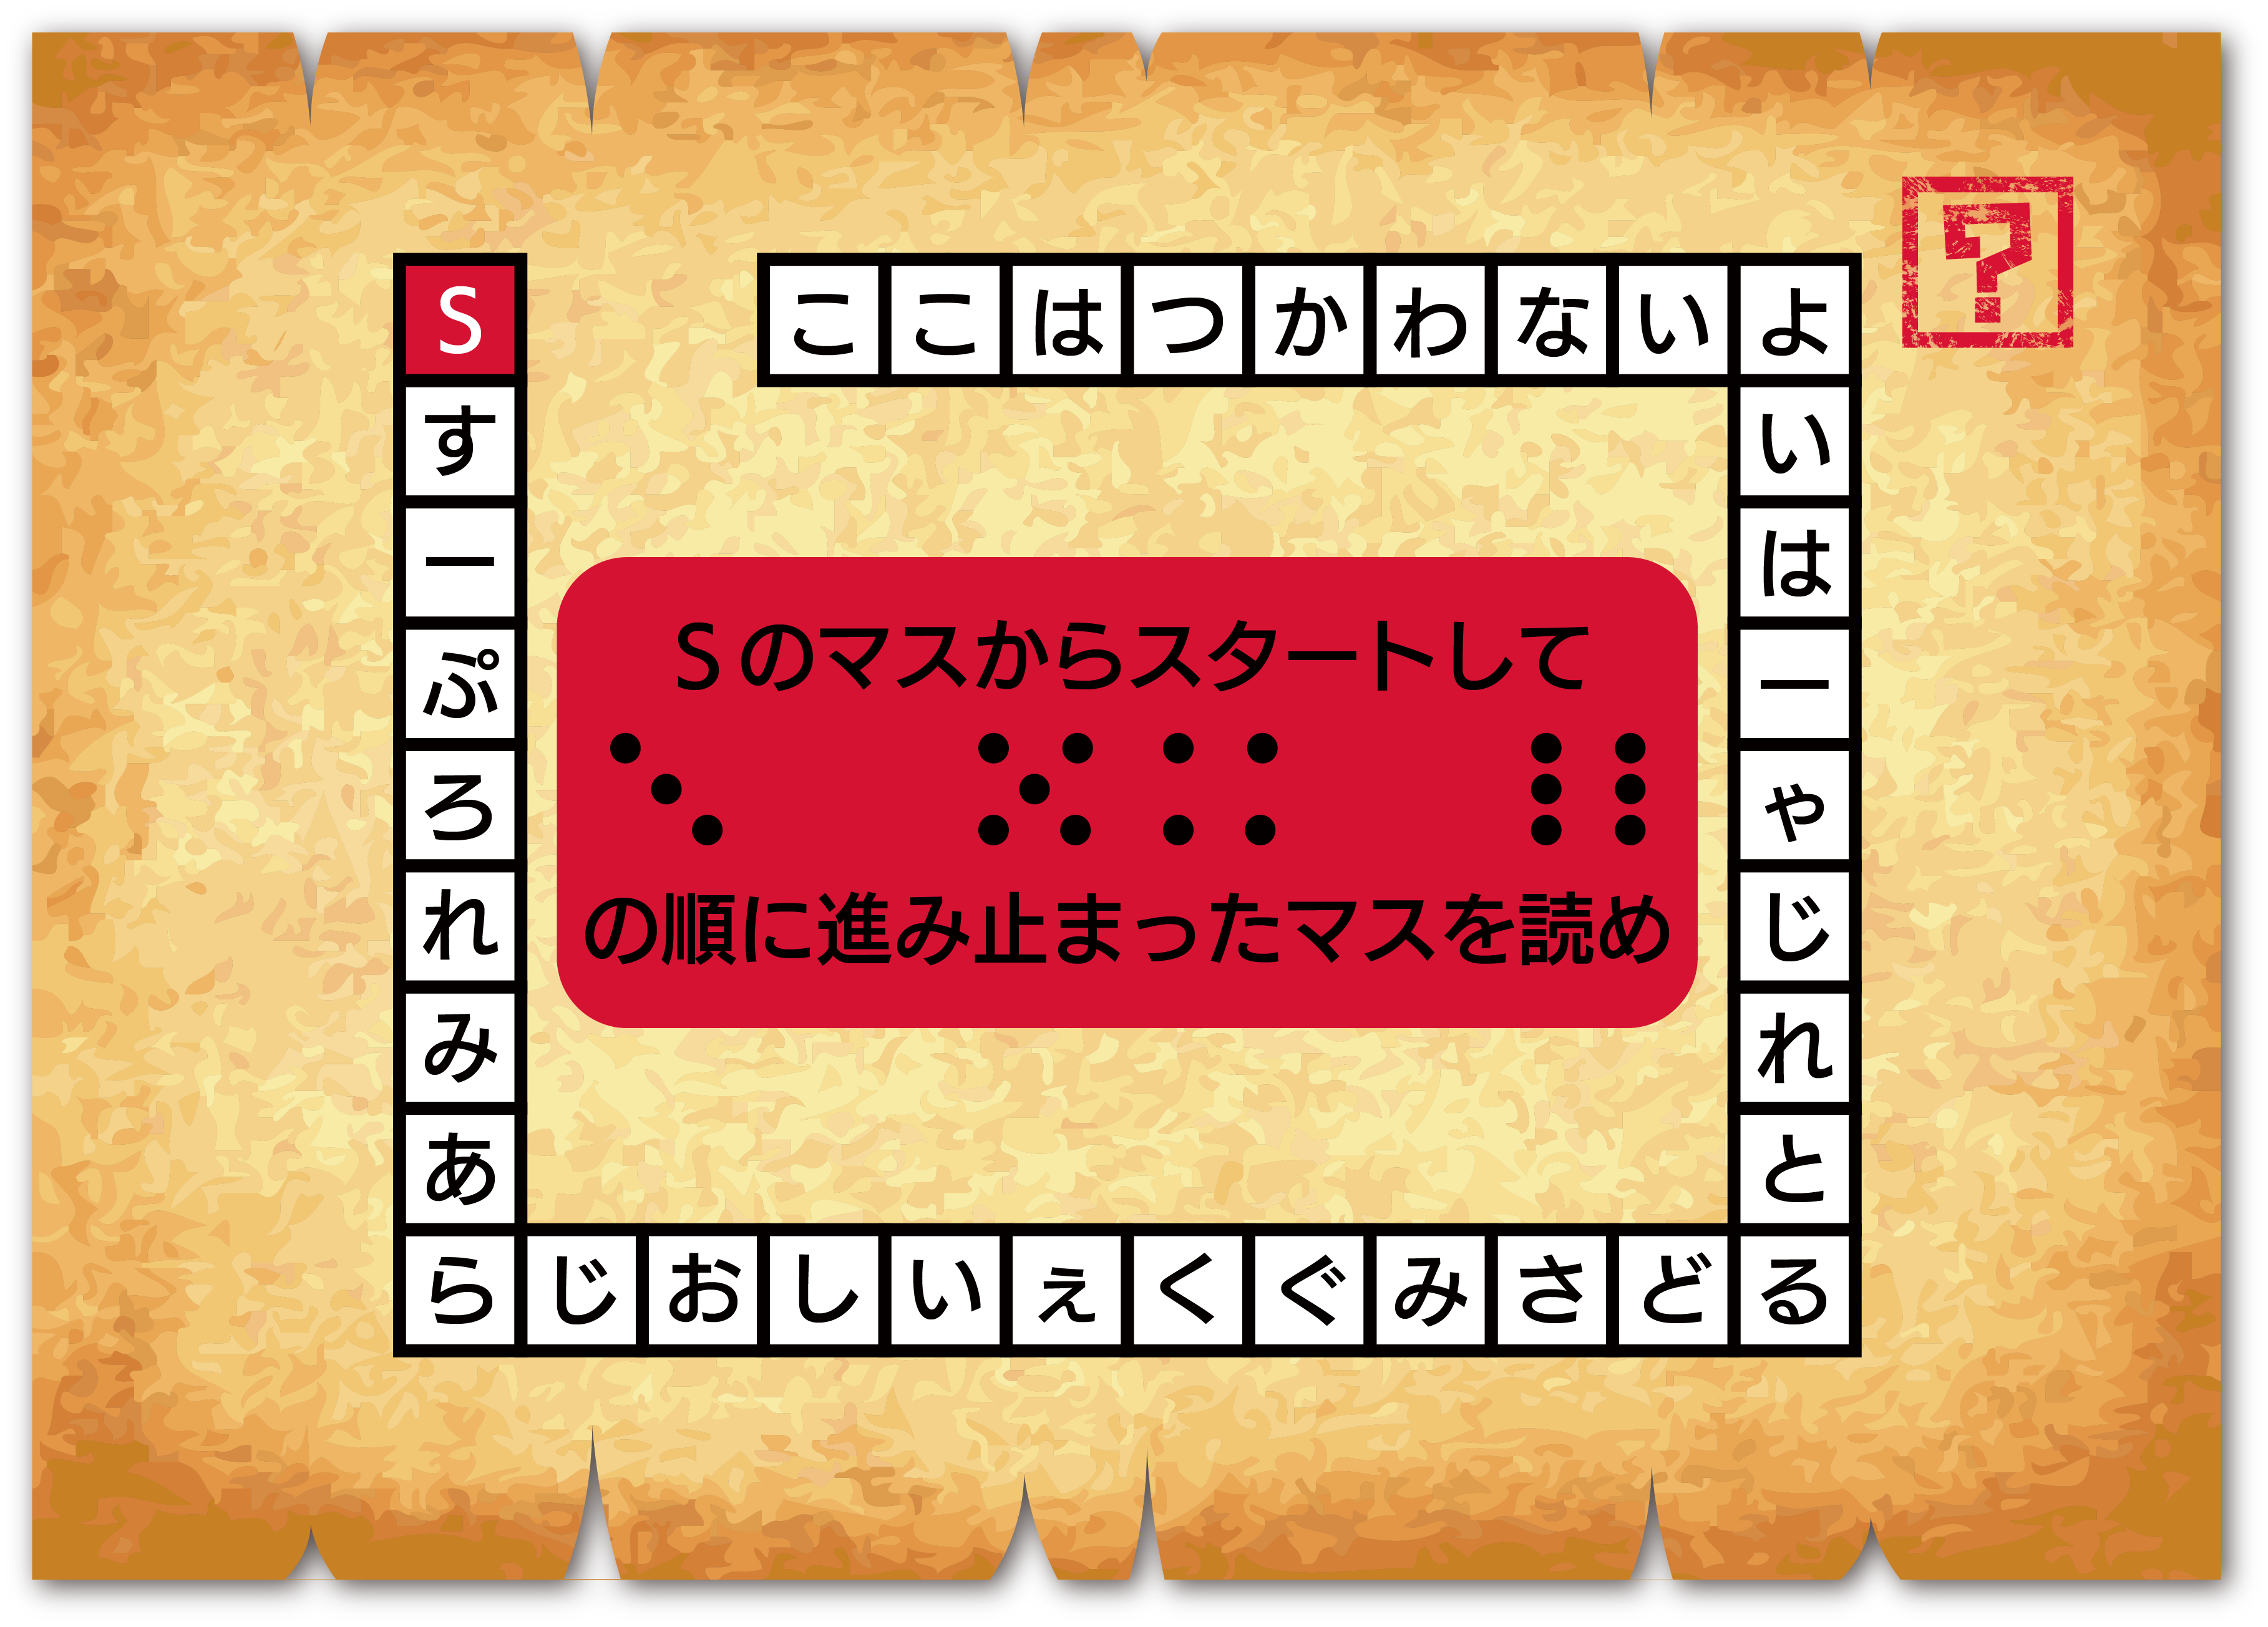 S
す
ー
ぷ
ろ
れ
み
あ
らじおしいぇくぐみさどる
ここはつかわないよ
い
は
ー
ゃ
じ
れ
と
Sのマスからスタートして
の順に進み止まったマスを読め
?